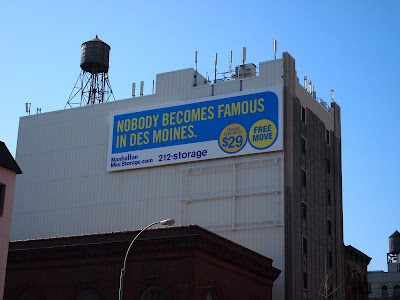 NOBODY BECOMES FAMOUS
IN DES MOINES.
$29
FREE
MOVE
Manhattan
Mini-Storage.com 212-storage